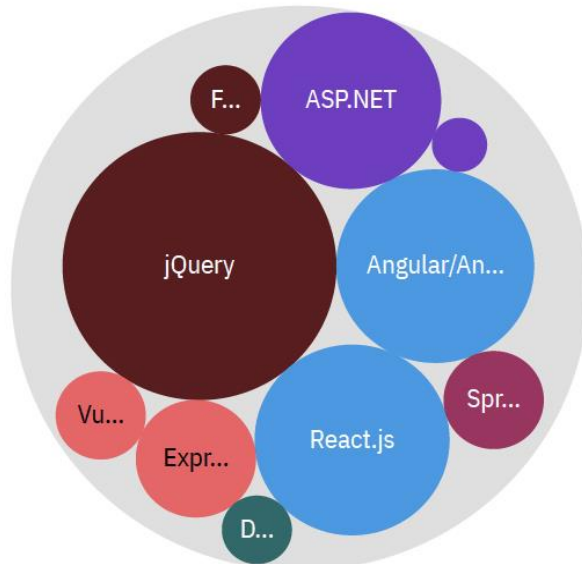 F...
ASP.NET
jQuery
Angular/An...
Vu...
Expr...
React.js
Spr...
D...